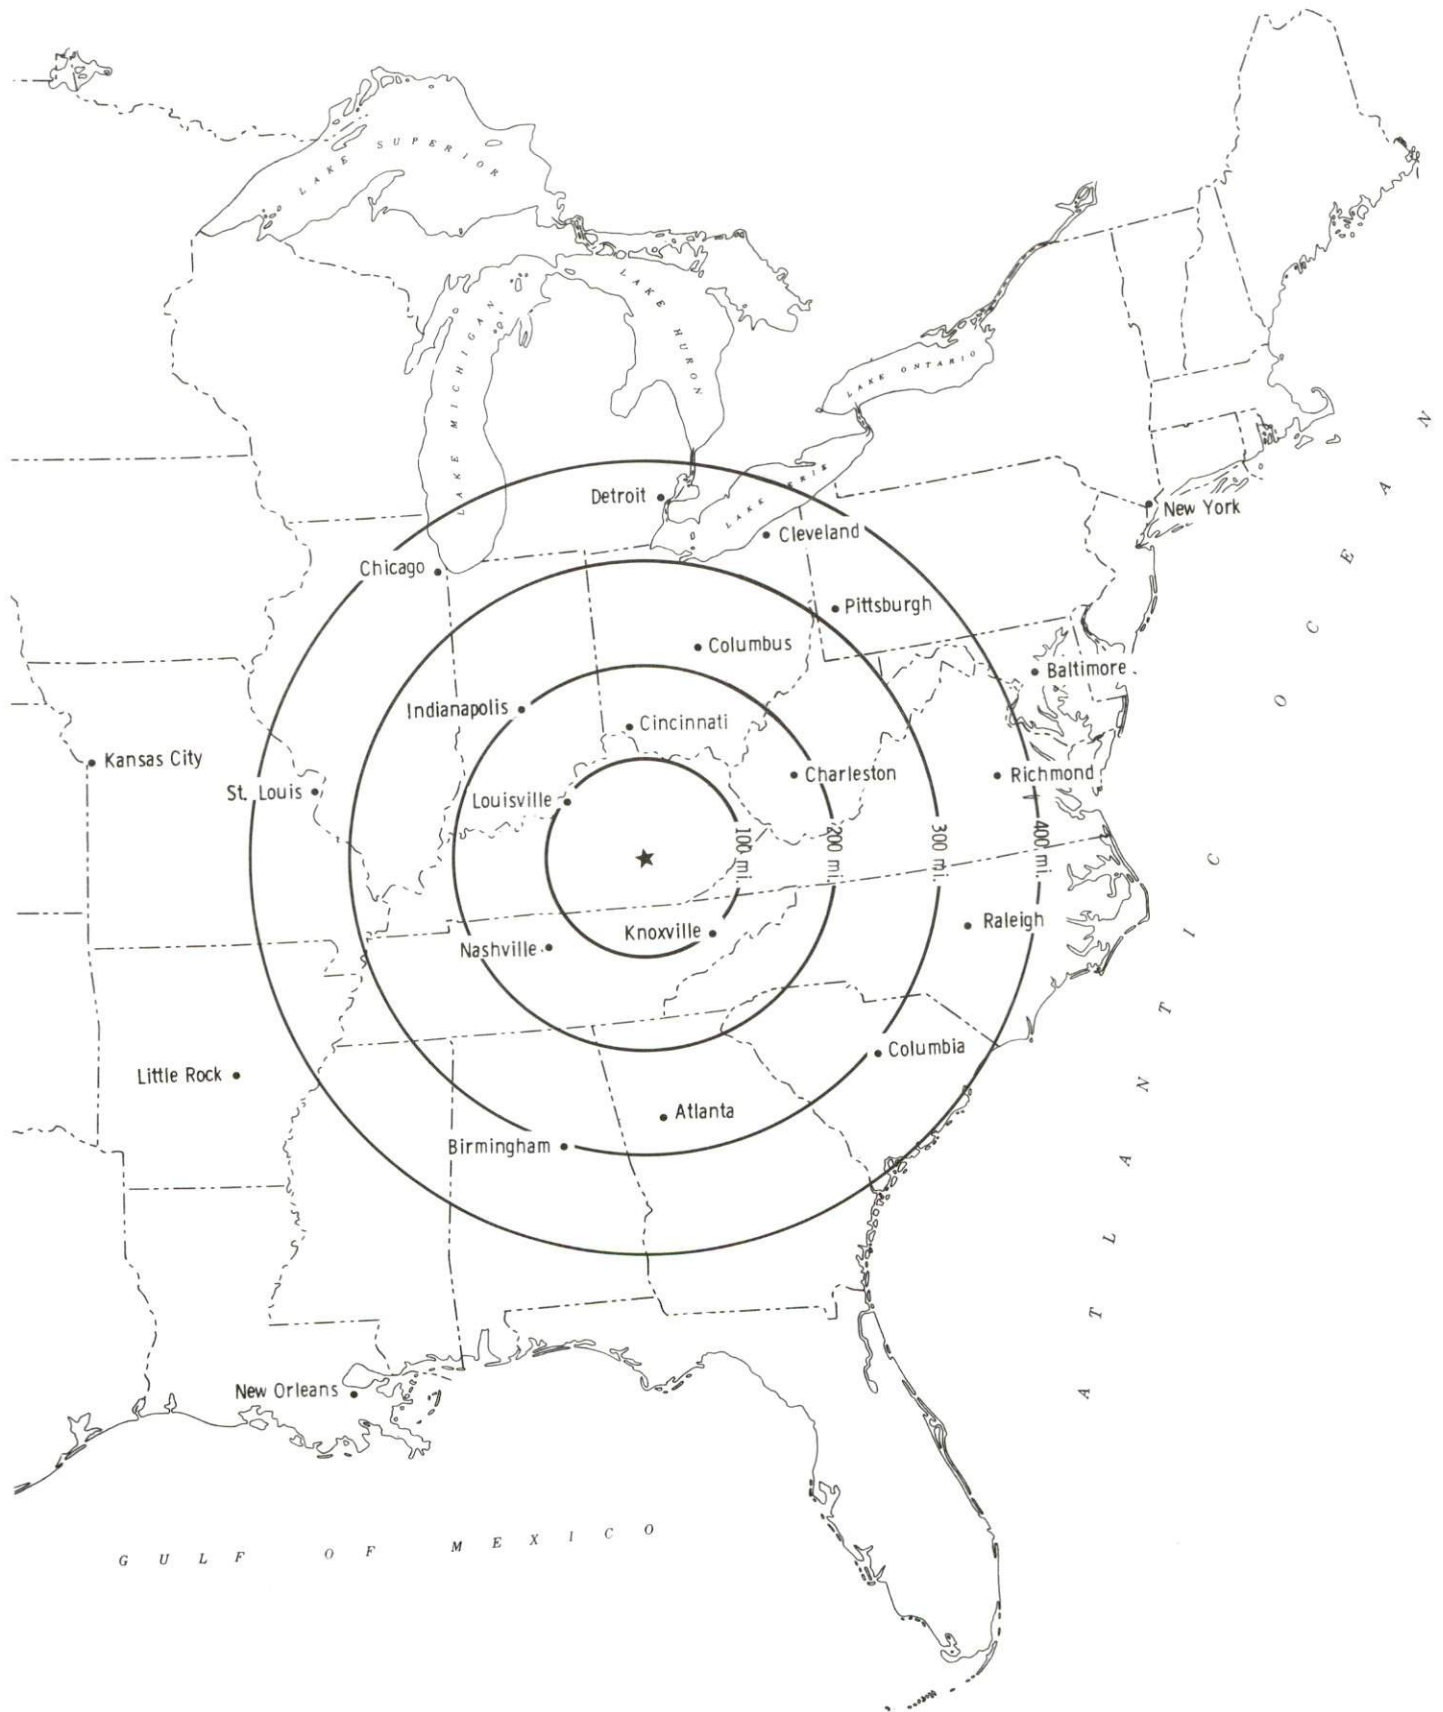 LAKE SUPERIOR
LAKE MICHIGAN
LAKE HURON
LAKE ONTARIO
LAKE ERIE
Detroit
Cleveland
New York
Chicago
Pittsburgh
Columbus
Baltimore
Indianapolis
Cincinnati
Kansas City
Charleston
Richmond
St. Louis
Louisville
100 mi.
200 mi.
300 mi.
400 mi.
Knoxville
Raleigh
Nashville
Columbia
Little Rock
Atlanta
Birmingham
New Orleans
GULF OF MEXICO
ATLANTIC OCEAN